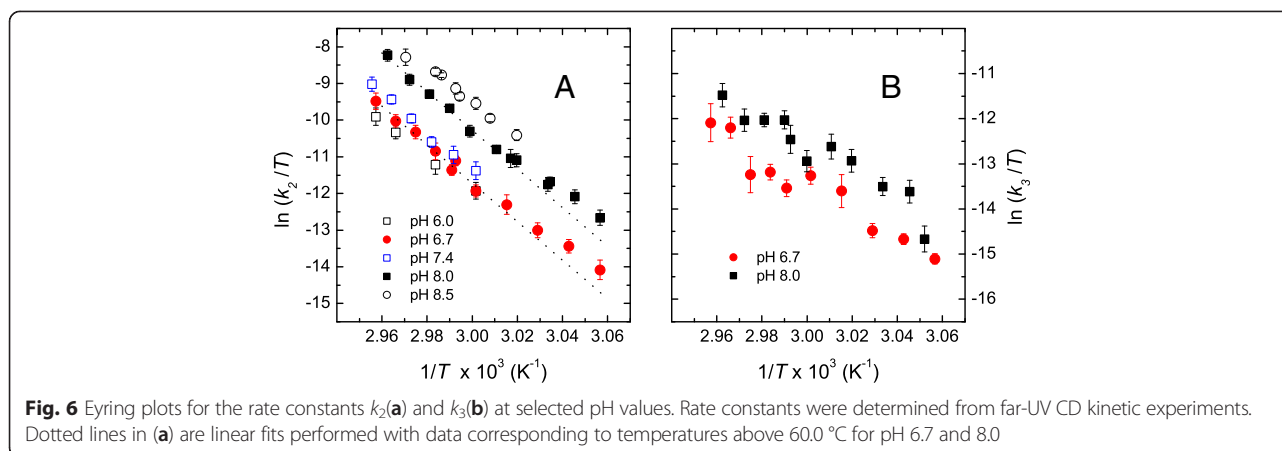 A
B
-8
-9
-10
-11
-12
-13
-14
-15
ln (k2/T)
pH 6.0
pH 6.7
pH 7.4
pH 8.0
pH 8.5
2.96 2.98 3.00 3.02 3.04 3.06
1/T x 10³ (K⁻¹)
pH 6.7
pH 8.0
-11
-12
-13
-14
-15
-16
ln (k3/T)
2.96 2.98 3.00 3.02 3.04 3.06
1/T x 10³ (K⁻¹)
Fig. 6 Eyring plots for the rate constants k2(a) and k3(b) at selected pH values. Rate constants were determined from far-UV CD kinetic experiments.
Dotted lines in (a) are linear fits performed with data corresponding to temperatures above 60.0 °C for pH 6.7 and 8.0